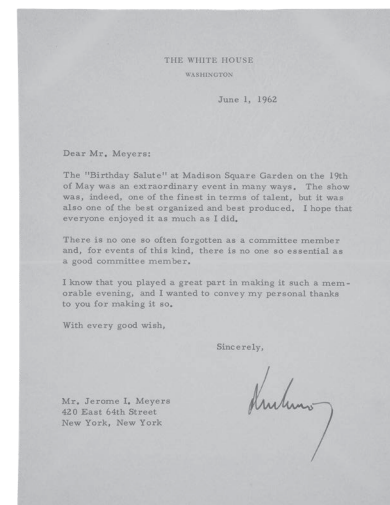 THE WHITE HOUSE
WASHINGTON
June 1, 1962
Dear Mr. Meyers:
The "Birthday Salute" at Madison Square Garden on the 19th
of May was an extraordinary event in many ways. The show
was, indeed, one of the finest in terms of talent, but it was
also one of the best organized and best produced. I hope that
everyone enjoyed it as much as I did.
There is no one so often forgotten as a committee member
and, for events of this kind, there is no one so essential as
a good committee member.
I know that you played a great part in making it such a mem-
orable evening, and I wanted to convey my personal thanks
to you for making it so.
With every good wish,
Sincerely,
Mr. Jerome I. Meyers
420 East 64th Street
New York, New York